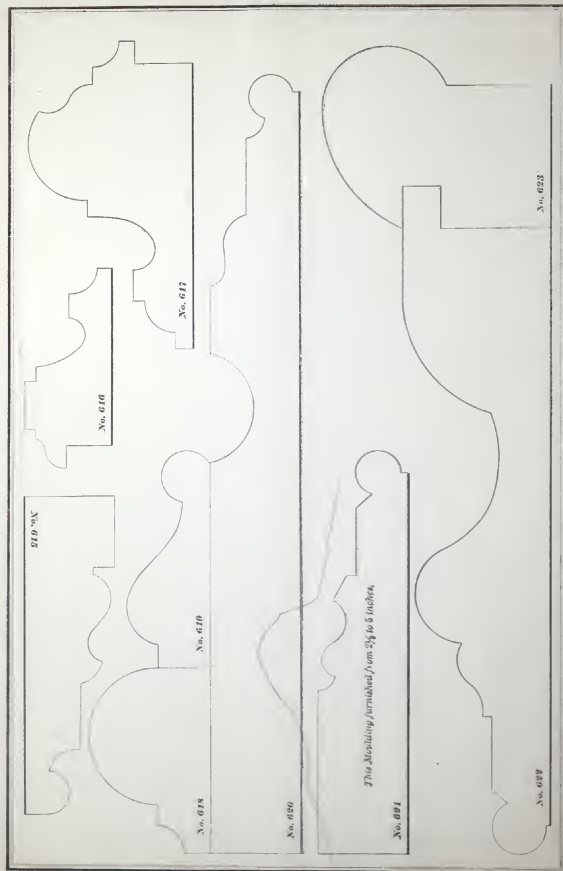 No. 615
No. 616
No. 617
No. 618
No. 619
No. 620
No. 621
This Moulding furnished from 2½ to 5 inches.
No. 622
No. 623